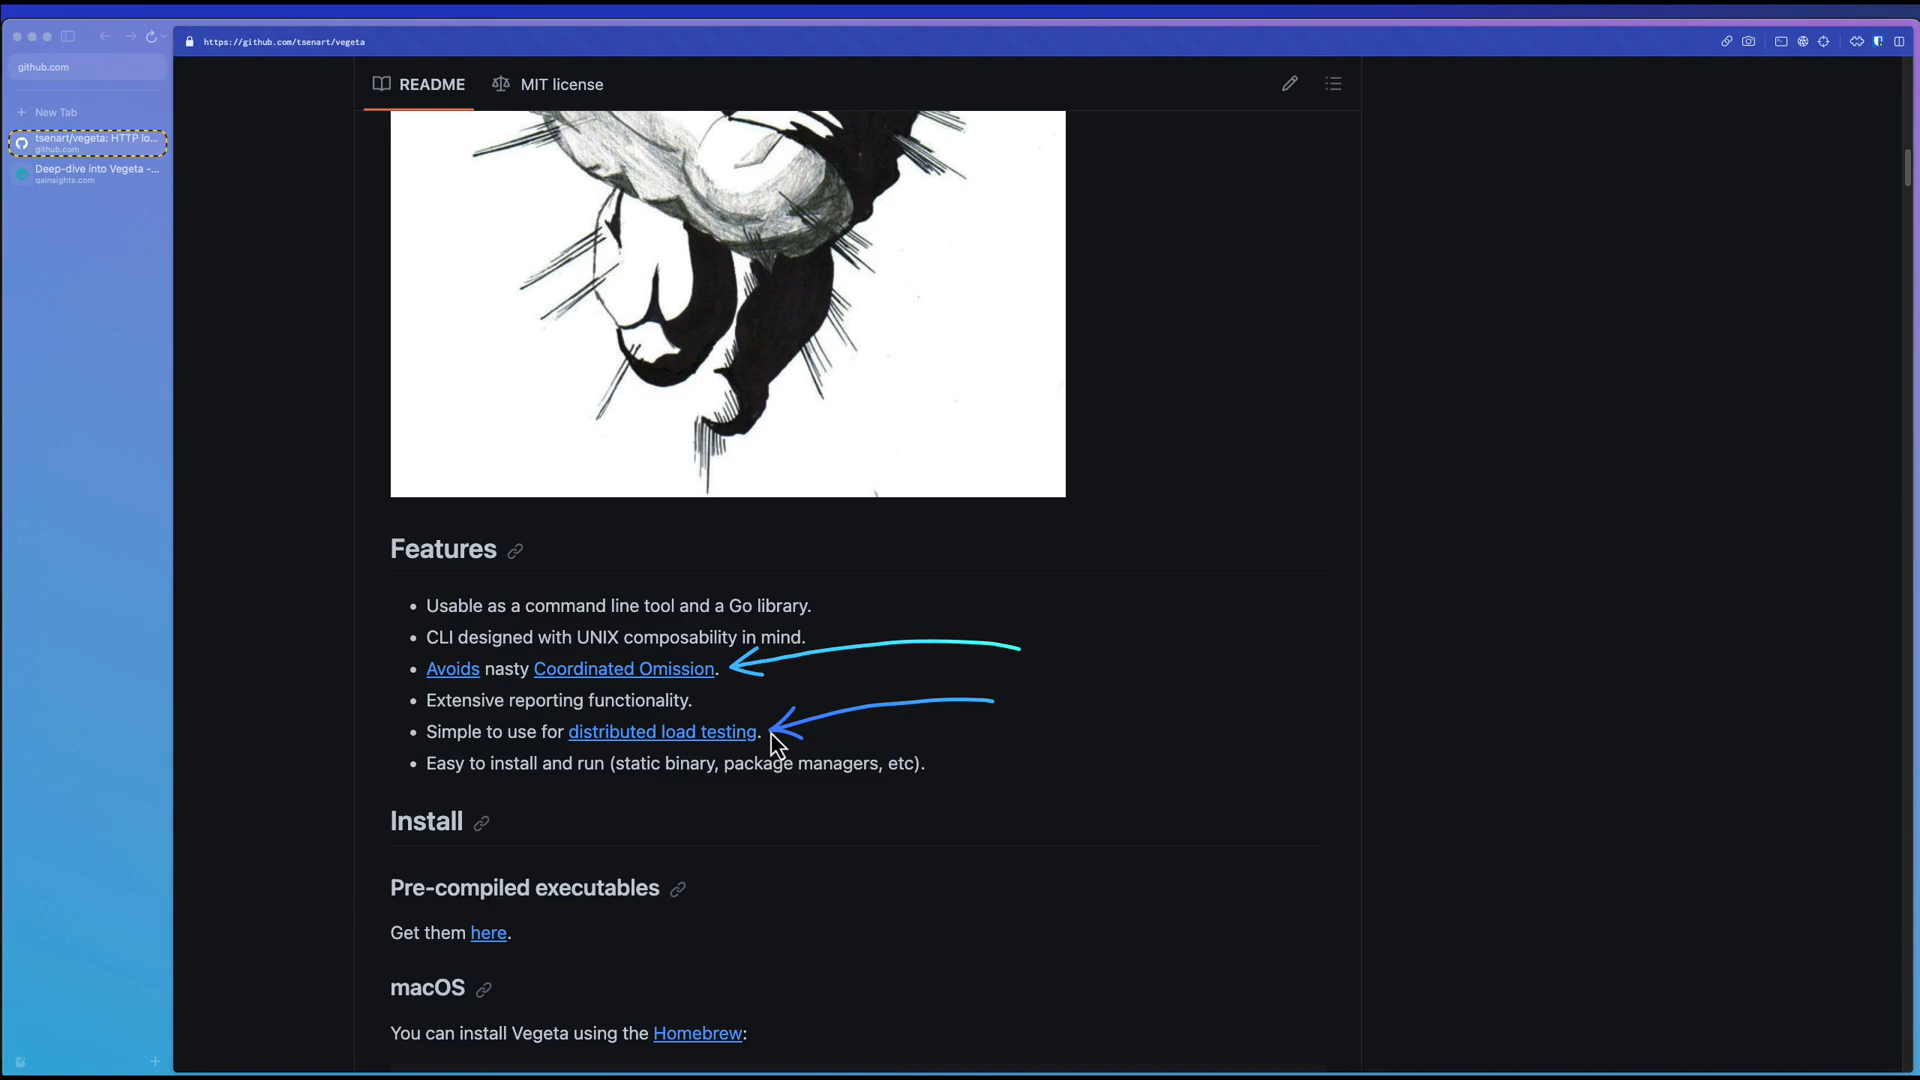 https://github.com/tsenart/vegeta
github.com
New Tab
tsenart/vegeta: HTTP lo...
github.com
Deep-dive into Vegeta -...
qainsights.com
README
MIT license
Features
Usable as a command line tool and a Go library.
CLI designed with UNIX composability in mind.
Avoids nasty Coordinated Omission.
Extensive reporting functionality.
Simple to use for distributed load testing.
Easy to install and run (static binary, package managers, etc).
Install
Pre-compiled executables
Get them here.
macOS
You can install Vegeta using the Homebrew: